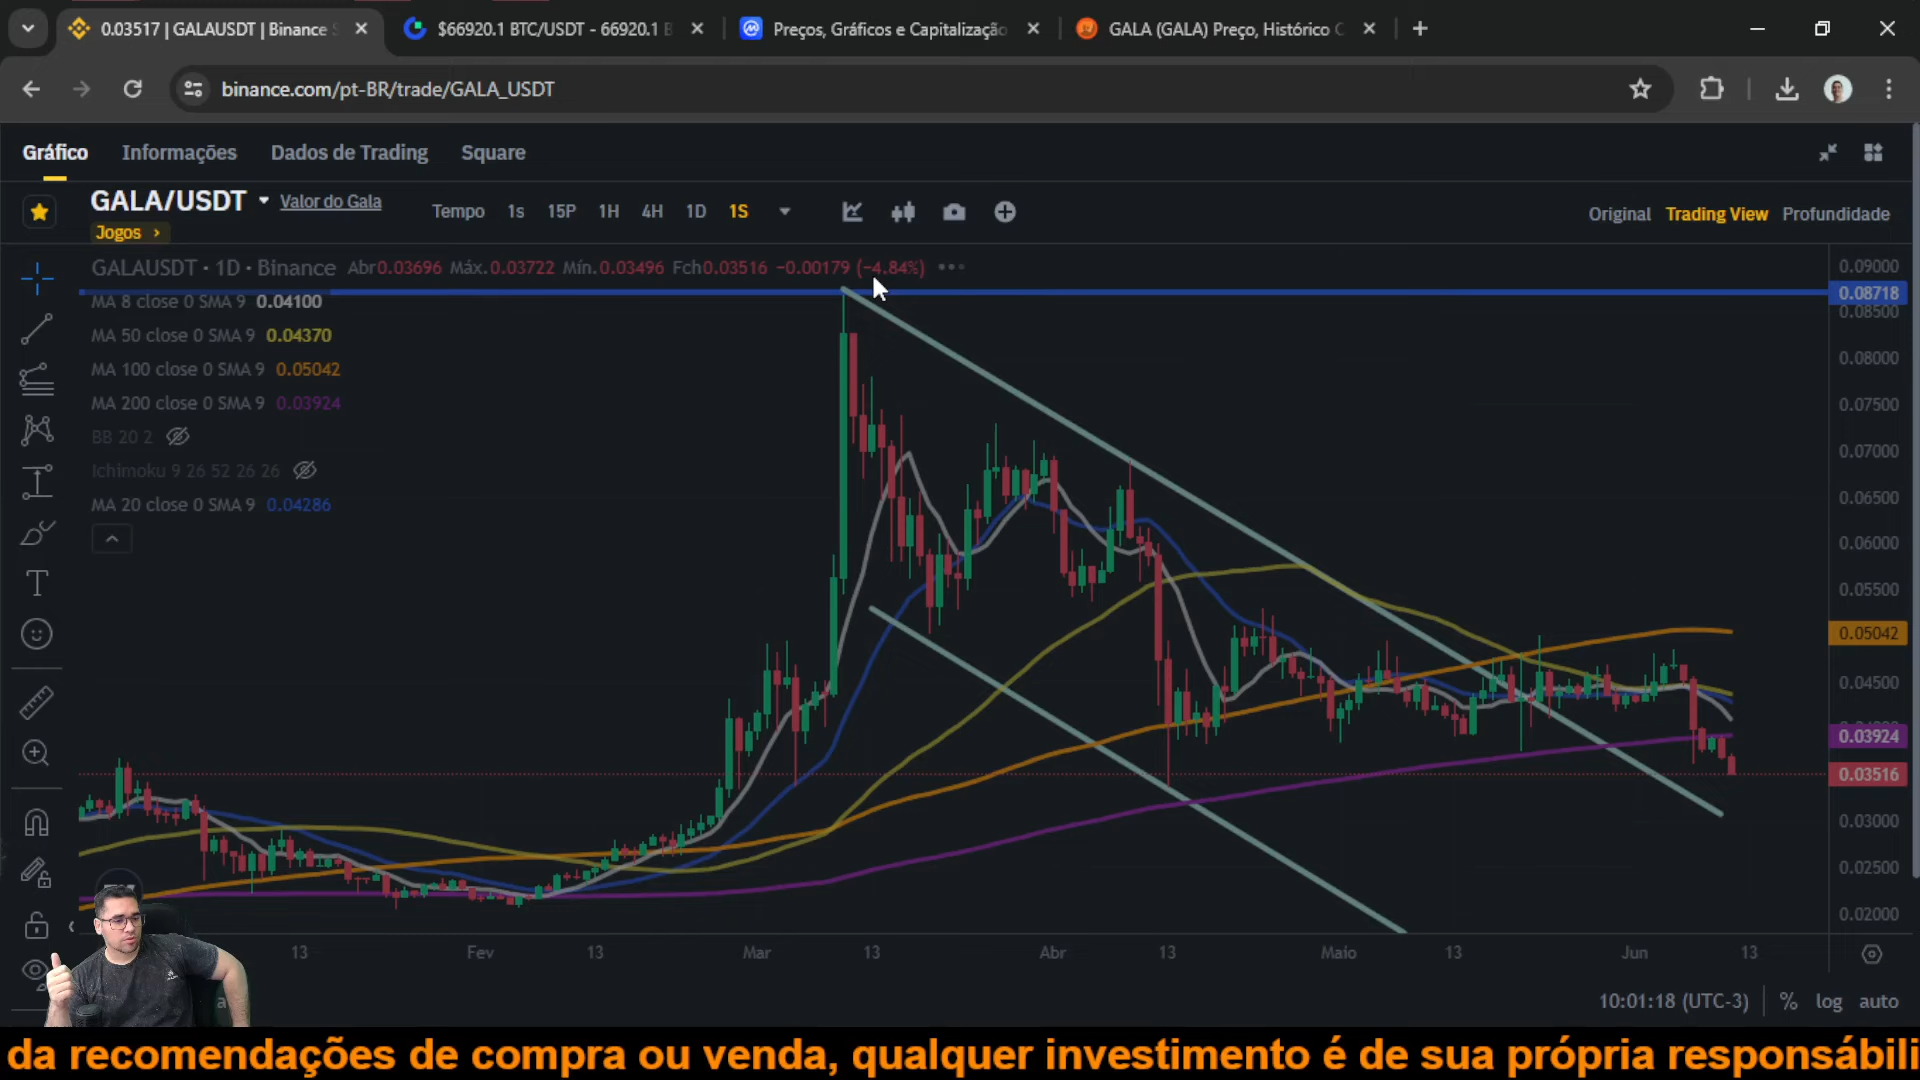 0.03517 | GALAUSDT | Binance S
$66920.1 BTC/USDT - 66920.1 B
Preços, Gráficos e Capitalização
GALA (GALA) Preço, Histórico C
binance.com/pt-BR/trade/GALA_USDT
Gráfico Informações Dados de Trading Square
GALA/USDT Valor do Gala
Jogos >
Tempo 1s 15P 1H 4H 1D 1S
Original Trading View Profundidade
GALAUSDT · 1D · Binance Abr0.03696 Máx.0.03722 Mín.0.03496 Fch0.03516 −0.00179 (−4.84%)
MA 8 close 0 SMA 9 0.04100
MA 50 close 0 SMA 9 0.04370
MA 100 close 0 SMA 9 0.05042
MA 200 close 0 SMA 9 0.03924
BB 20 2
Ichimoku 9 26 52 26 26
MA 20 close 0 SMA 9 0.04286
0.09000
0.08718
0.08500
0.08000
0.07500
0.07000
0.06500
0.06000
0.05500
0.05042
0.04500
0.03924
0.03516
0.03000
0.02500
0.02000
13 Fev 13 Mar 13 Abr 13 Maio 13 Jun 13
10:01:18 (UTC-3) % log auto
da recomendações de compra ou venda, qualquer investimento é de sua própria responsábili